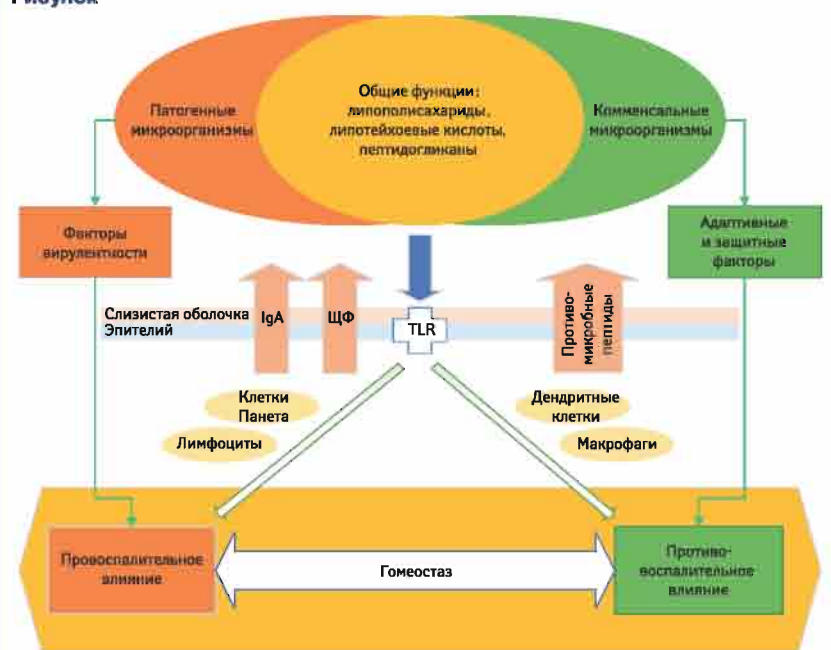 Рисунок
Общие функции:
липополисахариды,
липотейхоевые кислоты,
пептидогликаны
Патогенные
микроорганизмы
Комменсальные
микроорганизмы
Факторы
вирулентности
Адаптивные
и защитные
факторы
Слизистая оболочка
Эпителий
IgA
ЩФ
TLR
Противо-
микробные
пептиды
Клетки
Панета
Лимфоциты
Дендритные
клетки
Макрофаги
Провоспалительное
влияние
Гомеостаз
Противо-
воспалительное
влияние